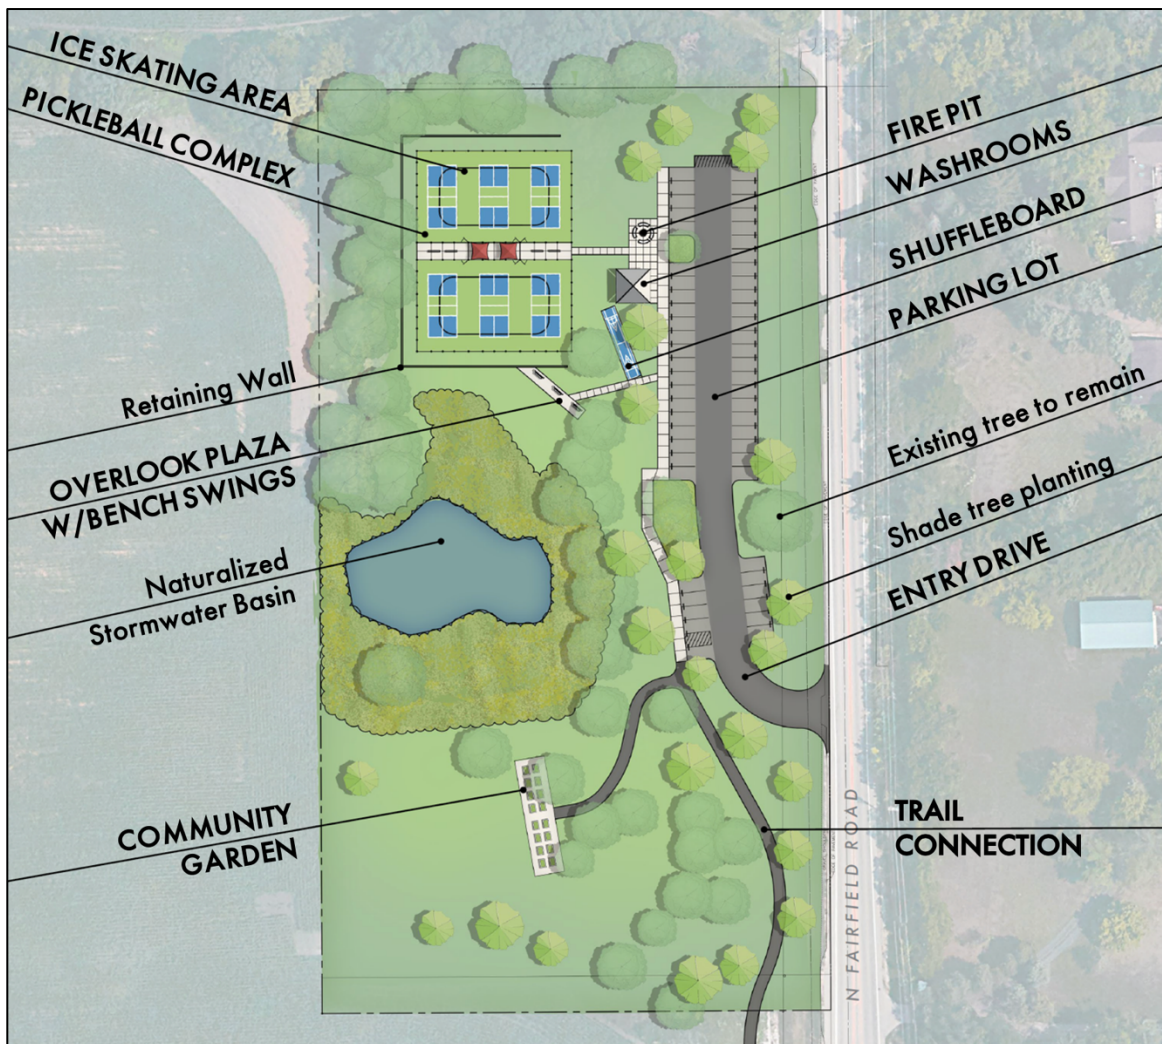 ICE SKATING AREA
PICKLEBALL COMPLEX
Retaining Wall
OVERLOOK PLAZA
W/BENCH SWINGS
Naturalized
Stormwater Basin
COMMUNITY
GARDEN
FIRE PIT
WASHROOMS
SHUFFLEBOARD
PARKING LOT
Existing tree to remain
Shade tree planting
ENTRY DRIVE
TRAIL
CONNECTION
N FAIRFIELD ROAD